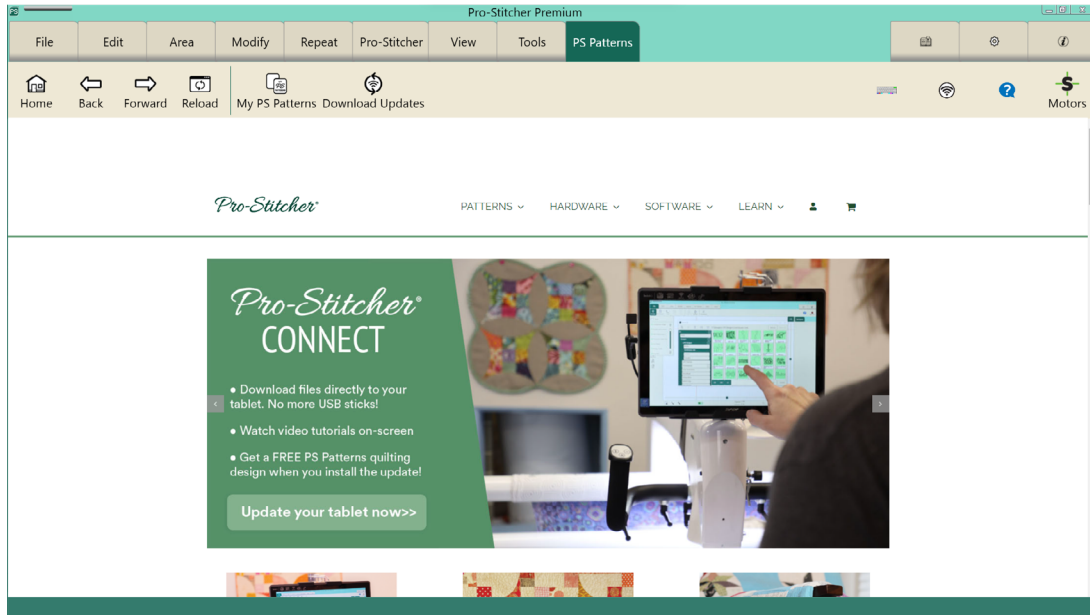 Pro-Stitcher Premium
File Edit Area Modify Repeat Pro-Stitcher View Tools PS Patterns
Home Back Forward Reload My PS Patterns Download Updates Motors
Pro-Stitcher®
PATTERNS HARDWARE SOFTWARE LEARN
Pro-Stitcher®
CONNECT
• Download files directly to your
tablet. No more USB sticks!
• Watch video tutorials on-screen
• Get a FREE PS Patterns quilting
design when you install the update!
Update your tablet now>>